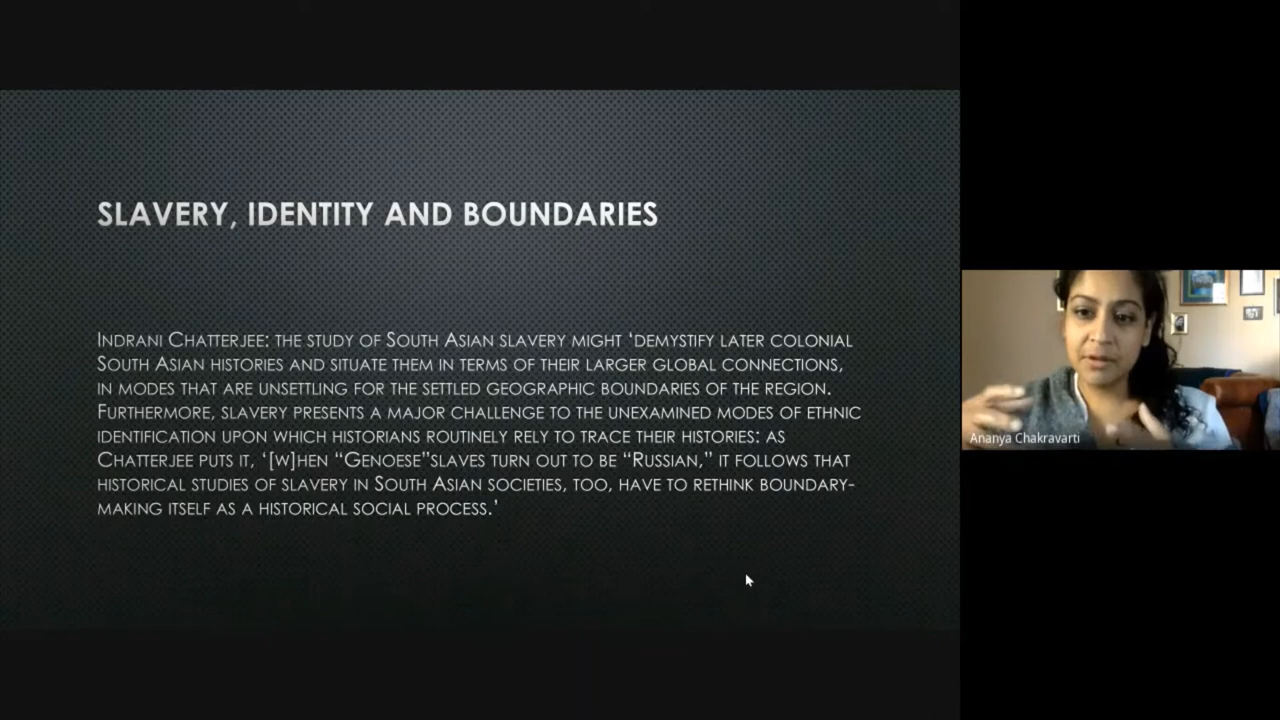 SLAVERY, IDENTITY AND BOUNDARIES
INDRANI CHATTERJEE: THE STUDY OF SOUTH ASIAN SLAVERY MIGHT ‘DEMYSTIFY LATER COLONIAL
SOUTH ASIAN HISTORIES AND SITUATE THEM IN TERMS OF THEIR LARGER GLOBAL CONNECTIONS,
IN MODES THAT ARE UNSETTLING FOR THE SETTLED GEOGRAPHIC BOUNDARIES OF THE REGION.
FURTHERMORE, SLAVERY PRESENTS A MAJOR CHALLENGE TO THE UNEXAMINED MODES OF ETHNIC
IDENTIFICATION UPON WHICH HISTORIANS ROUTINELY RELY TO TRACE THEIR HISTORIES: AS
CHATTERJEE PUTS IT, ‘[W]HEN “GENOESE”SLAVES TURN OUT TO BE “RUSSIAN,” IT FOLLOWS THAT
HISTORICAL STUDIES OF SLAVERY IN SOUTH ASIAN SOCIETIES, TOO, HAVE TO RETHINK BOUNDARY-
MAKING ITSELF AS A HISTORICAL SOCIAL PROCESS.’
Ananya Chakravarti